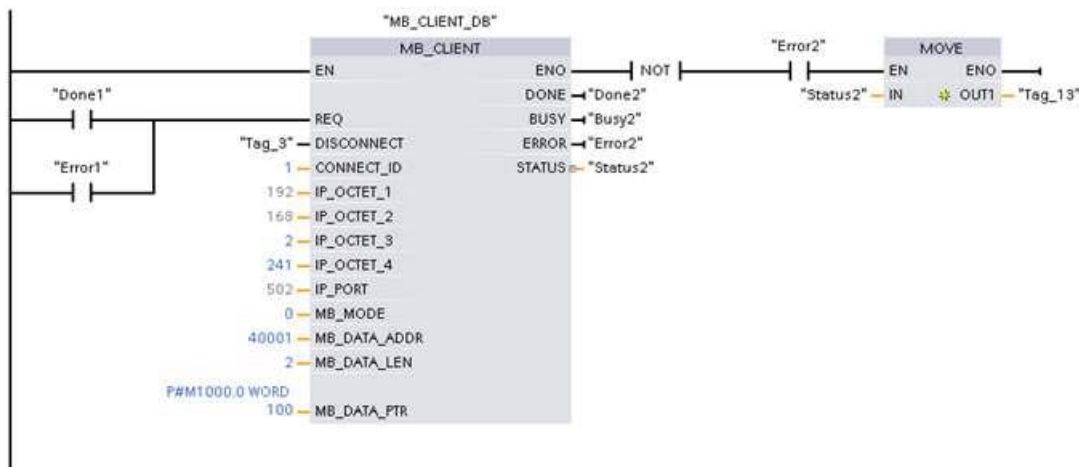 "MB_CLIENT_DB"
MB_CLIENT
"Error2"
MOVE
EN
ENO
NOT
EN
ENO
"Done1"
DONE
"Done2"
"Status2"
IN
OUT1
"Tag_13"
REQ
BUSY
"Busy2"
"Tag_3"
DISCONNECT
ERROR
"Error2"
"Error1"
1
CONNECT_ID
STATUS
"Status2"
192
IP_OCTET_1
168
IP_OCTET_2
2
IP_OCTET_3
241
IP_OCTET_4
502
IP_PORT
0
MB_MODE
40001
MB_DATA_ADDR
2
MB_DATA_LEN
P#M1000.0 WORD
100
MB_DATA_PTR